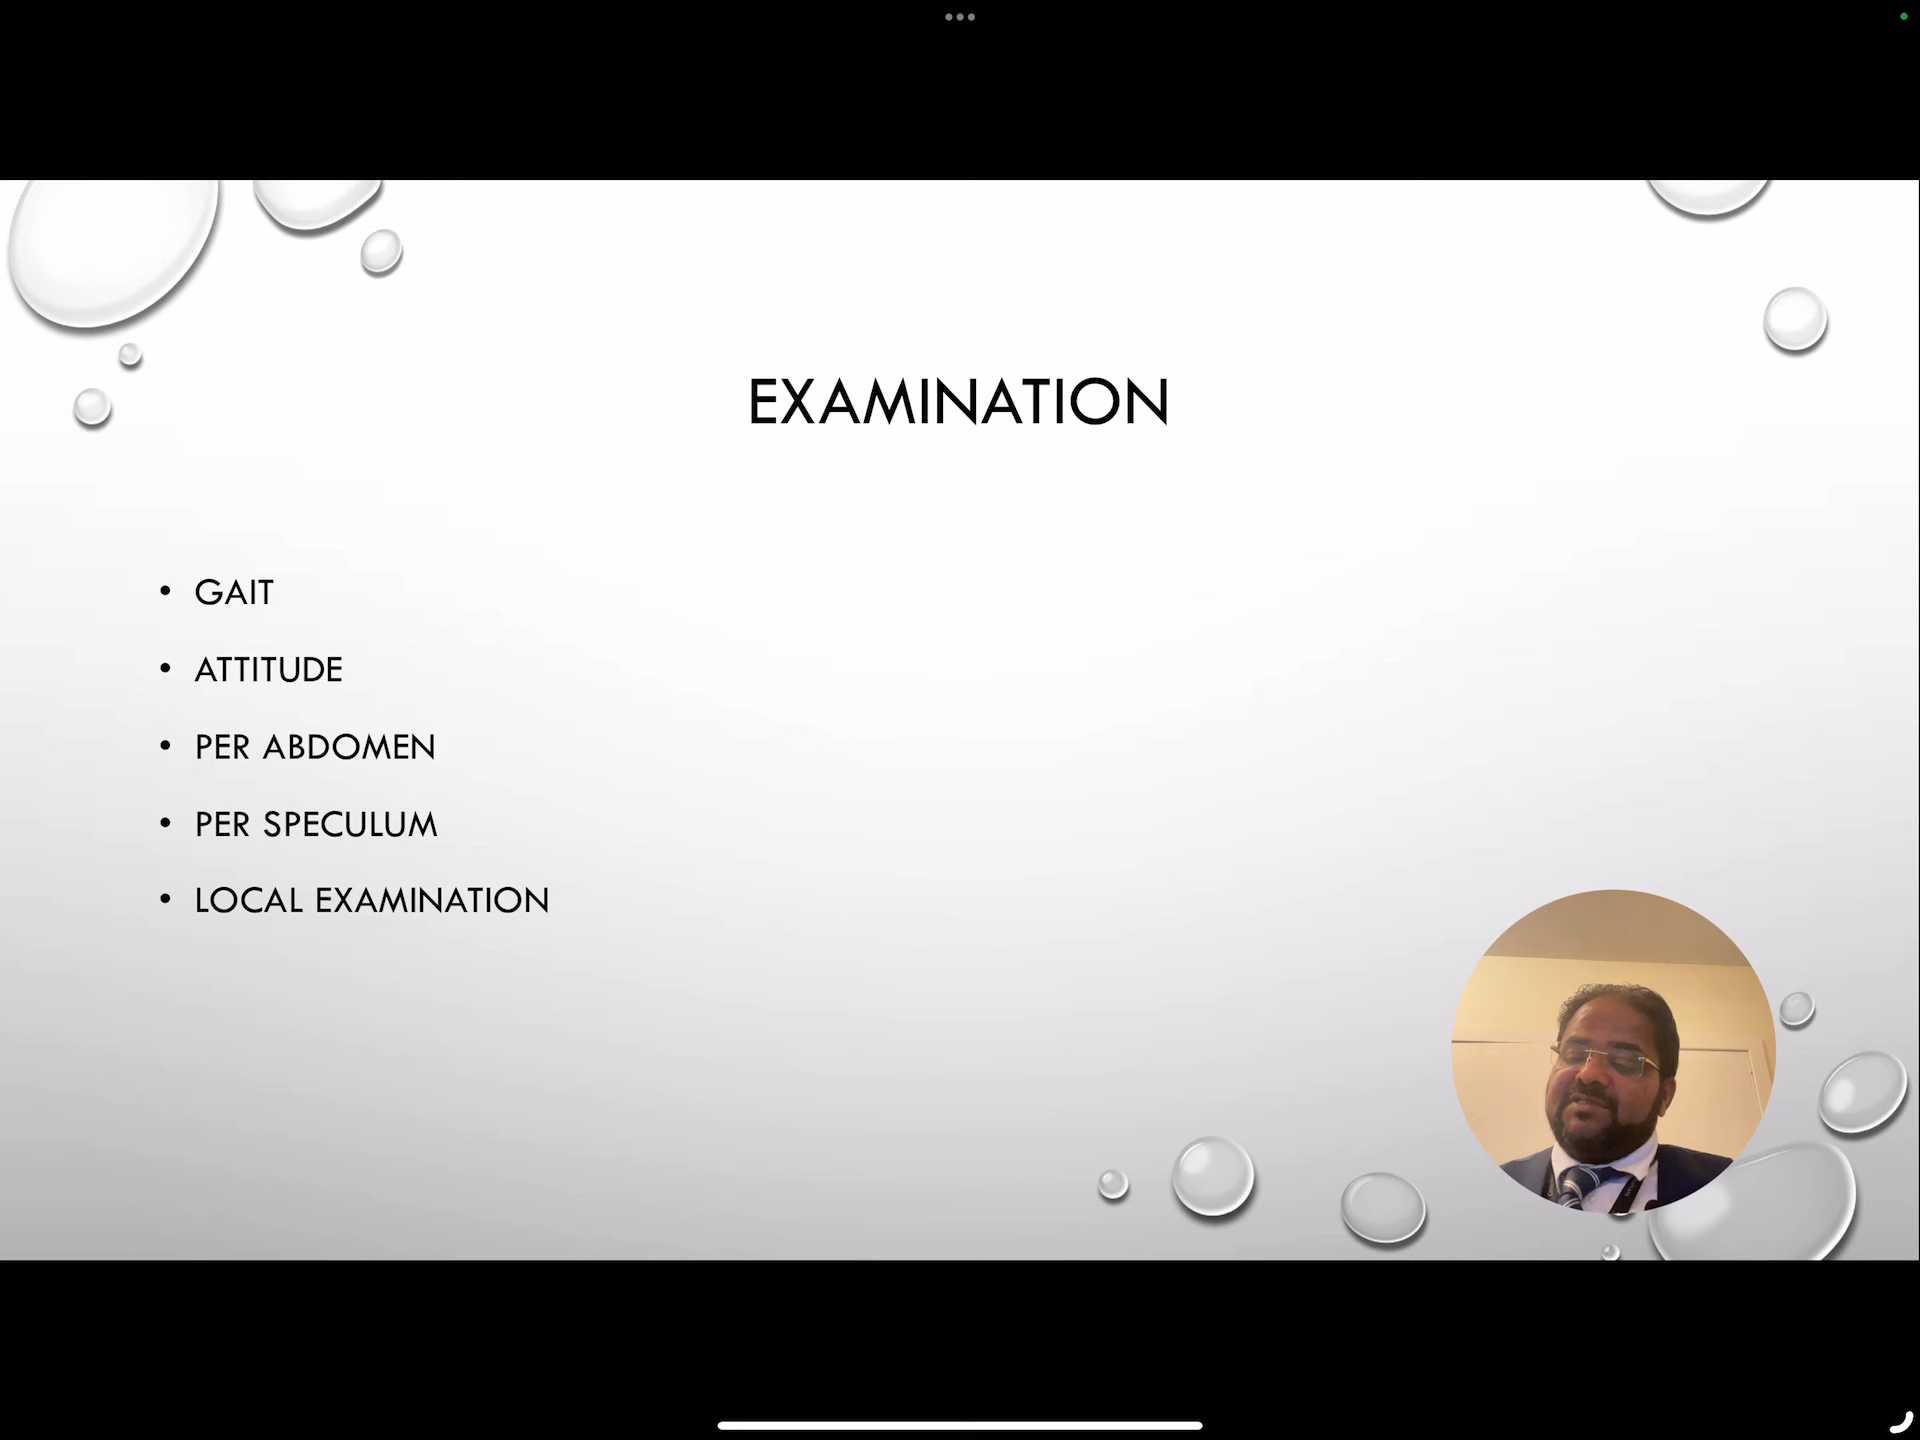 EXAMINATION
• GAIT
• ATTITUDE
• PER ABDOMEN
• PER SPECULUM
• LOCAL EXAMINATION